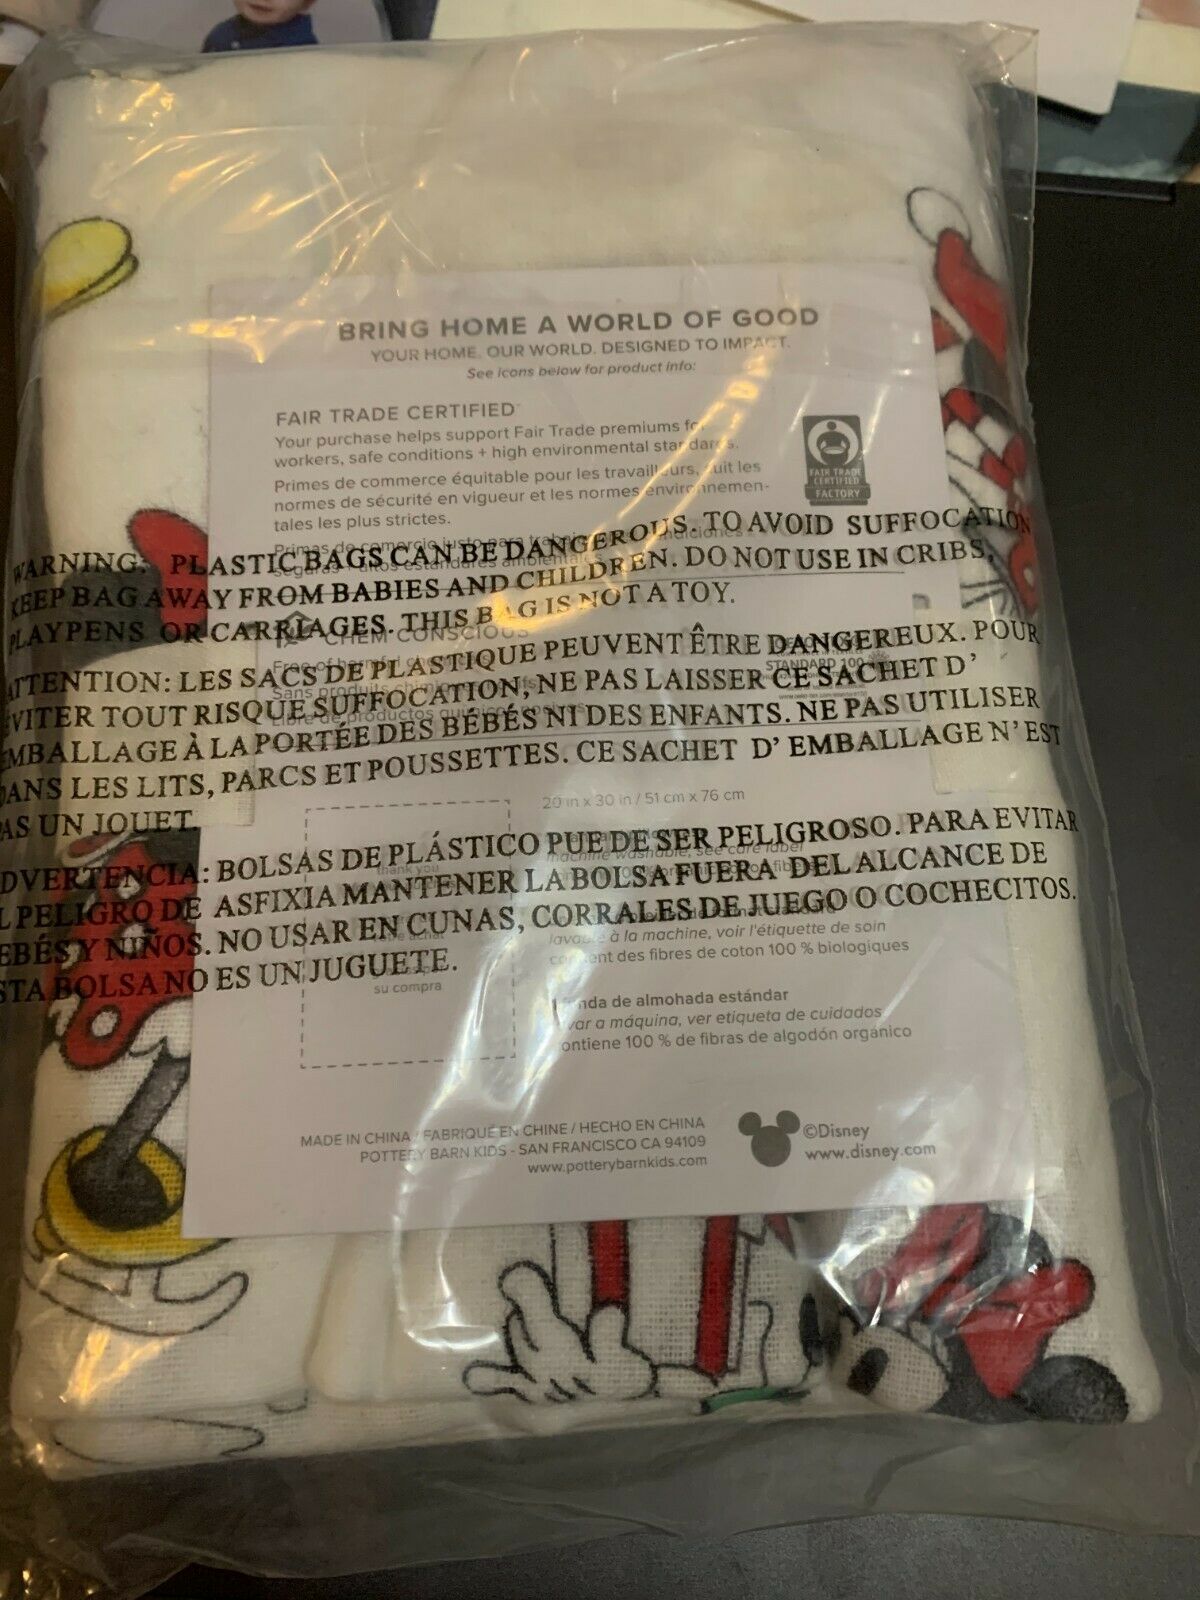 BRING HOME A WORLD OF GOOD
YOUR HOME. OUR WORLD. DESIGNED TO IMPACT.
See icons below for product info:
FAIR TRADE CERTIFIED™
Your purchase helps support Fair Trade premiums for
workers, safe conditions + high environmental standards.
Primes de commerce équitable pour les travailleurs, suit les
normes de sécurité en vigueur et les normes environnemen-
tales les plus strictes.
FAIR TRADE
CERTIFIED
FACTORY
Primas de comercio justo para
WARNING: PLASTIC BAGS CAN BE DANGEROUS. TO AVOID SUFFOCATION
KEEP BAG AWAY FROM BABIES AND CHILDREN. DO NOT USE IN CRIBS,
PLAYPENS OR CARRIAGES. THIS BAG IS NOT A TOY.
CHEM CONSCIOUS
STANDARD 100
ATTENTION: LES SACS DE PLASTIQUE PEUVENT ÊTRE DANGEREUX. POUR
ÉVITER TOUT RISQUE SUFFOCATION, NE PAS LAISSER CE SACHET D'
EMBALLAGE À LA PORTÉE DES BÉBÉS NI DES ENFANTS. NE PAS UTILISER
DANS LES LITS, PARCS ET POUSSETTES. CE SACHET D' EMBALLAGE N' EST
PAS UN JOUET.
20 in x 30 in / 51 cm x 76 cm
ADVERTENCIA: BOLSAS DE PLÁSTICO PUEDE SER PELIGROSO. PARA EVITAR
EL PELIGRO DE ASFIXIA MANTENER LA BOLSA FUERA DEL ALCANCE DE
BEBÉS Y NIÑOS. NO USAR EN CUNAS, CORRALES DE JUEGO O COCHECITOS.
ESTA BOLSA NO ES UN JUGUETE.
machine washable, see care label
thank you
su compra
lavable à la machine, voir l'étiquette de soin
contient des fibres de coton 100 % biologiques
Funda de almohada estándar
lavar a máquina, ver etiqueta de cuidados
contiene 100 % de fibras de algodón orgánico
MADE IN CHINA / FABRIQUÉ EN CHINE / HECHO EN CHINA
POTTERY BARN KIDS - SAN FRANCISCO CA 94109
www.potterybarnkids.com
©Disney
www.disney.com